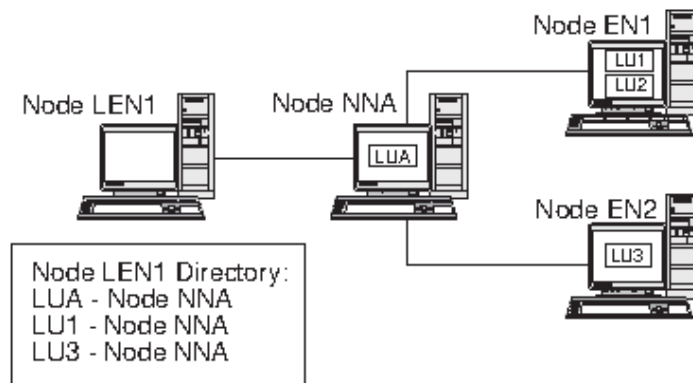 Node EN1
LU1
LU2
Node LEN1
Node NNA
LUA
Node EN2
LU3
Node LEN1 Directory:
LUA - Node NNA
LU1 - Node NNA
LU3 - Node NNA